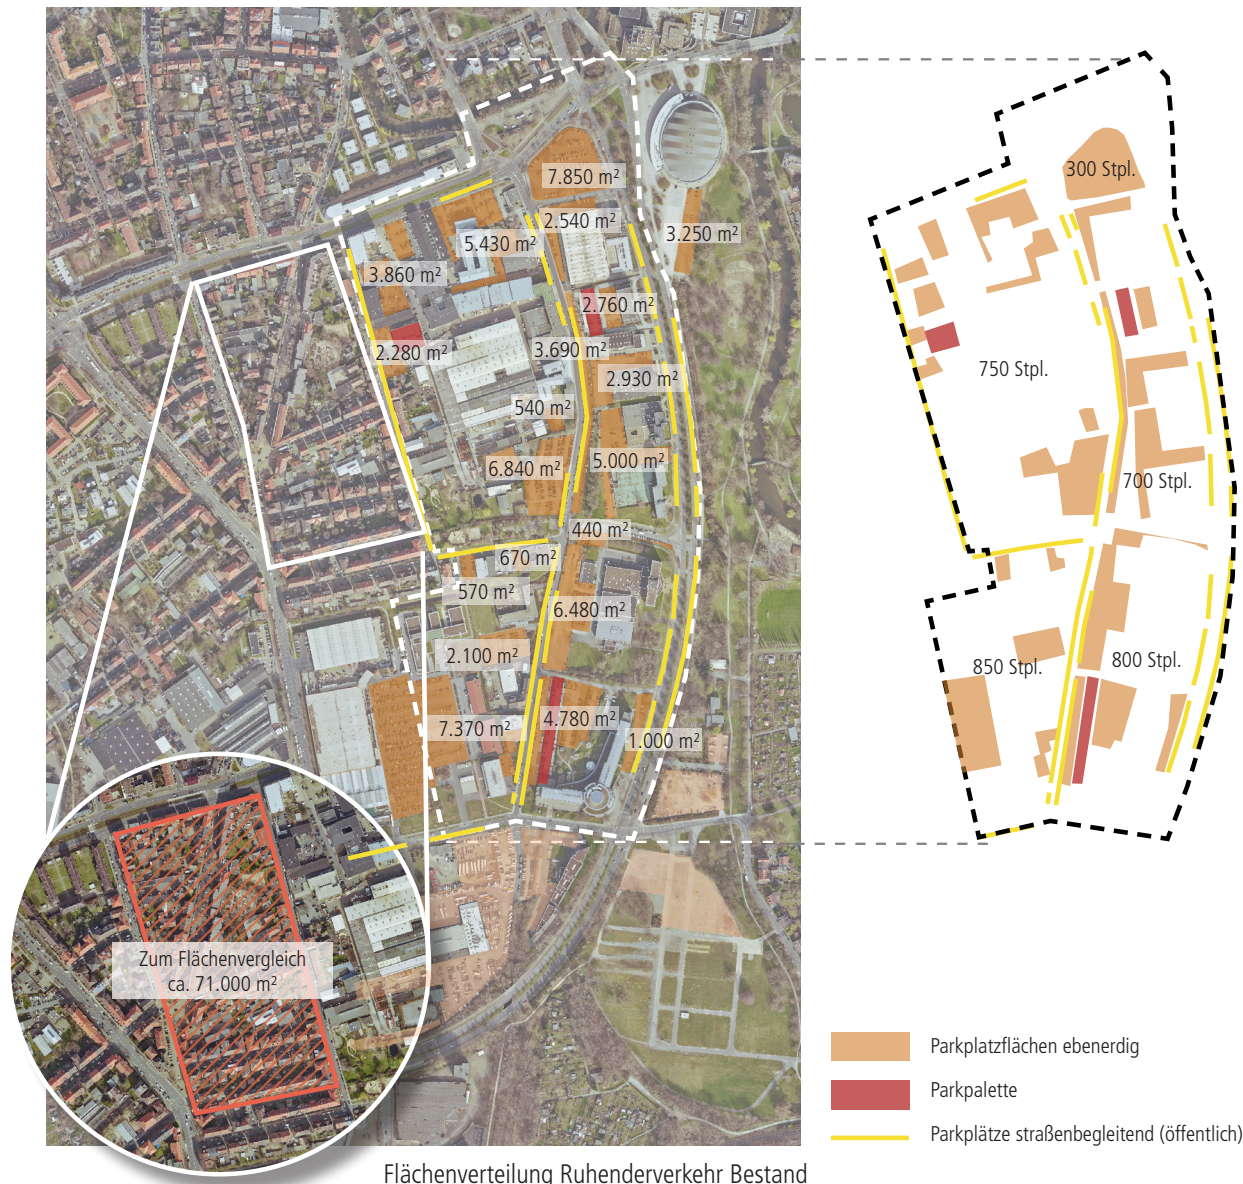 7.850 m²
2.540 m²
3.250 m²
5.430 m²
3.860 m²
2.760 m²
2.280 m²
3.690 m²
2.930 m²
540 m²
6.840 m²
5.000 m²
440 m²
670 m²
570 m²
6.480 m²
2.100 m²
7.370 m²
4.780 m²
1.000 m²
Zum Flächenvergleich
ca. 71.000 m²
300 Stpl.
750 Stpl.
700 Stpl.
850 Stpl.
800 Stpl.
Parkplatzflächen ebenerdig
Parkpalette
Parkplätze straßenbegleitend (öffentlich)
Flächenverteilung Ruhenderverkehr Bestand